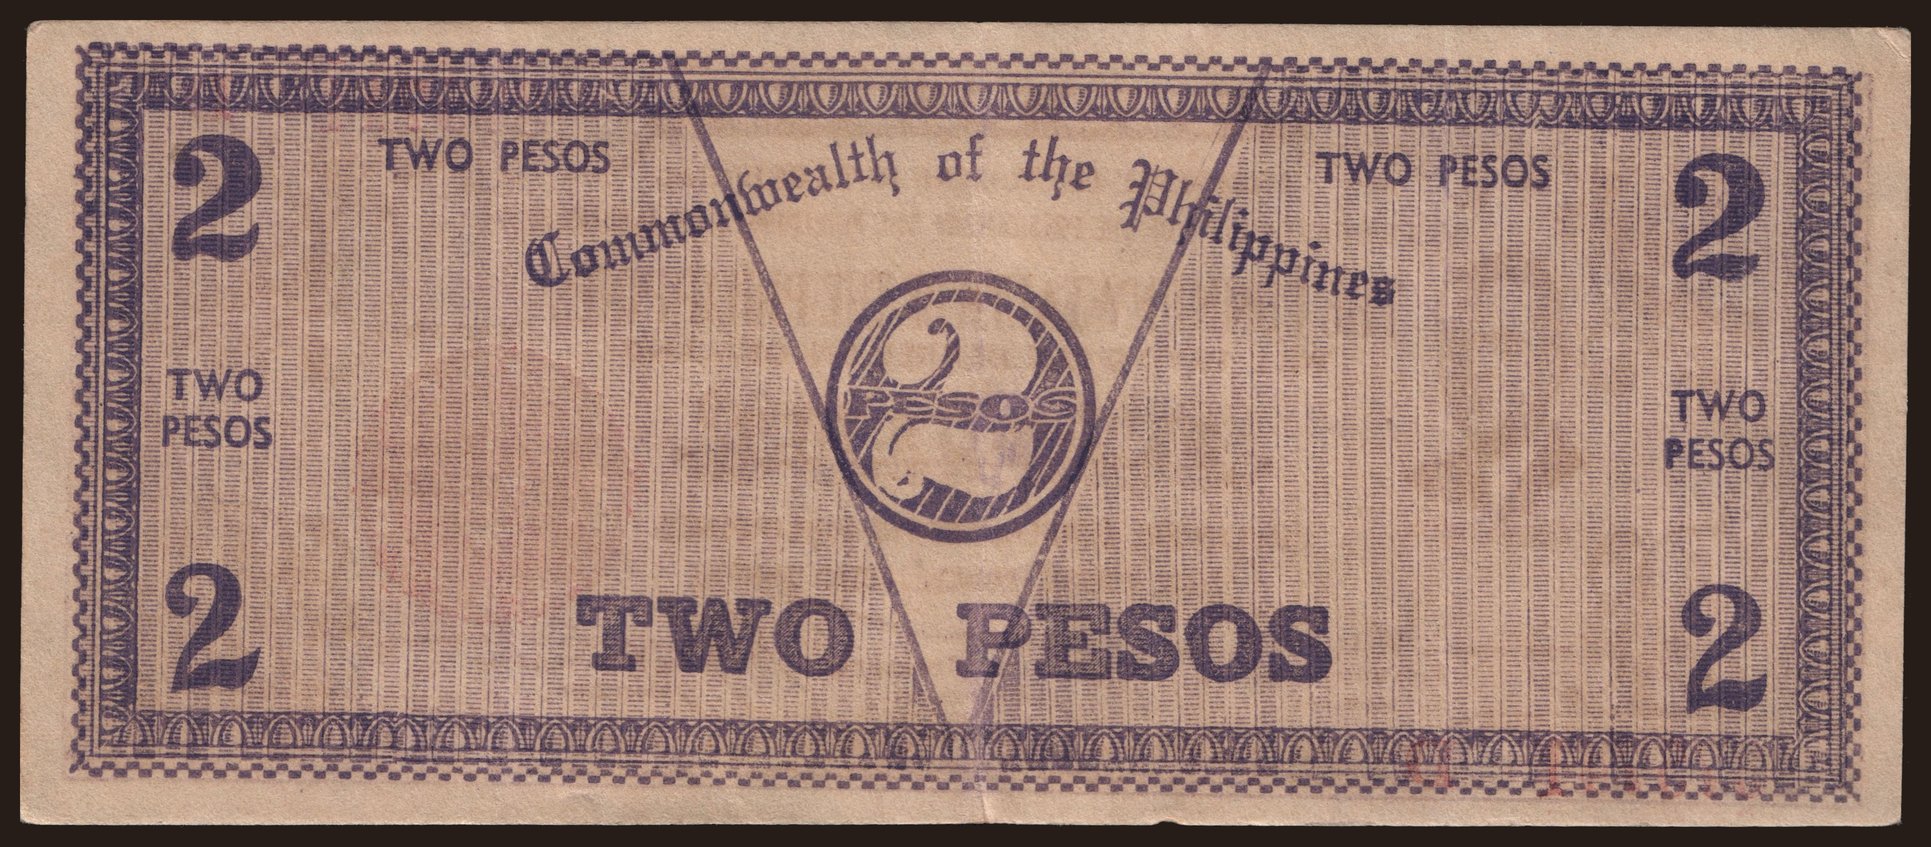 2 TWO PESOS TWO PESOS 2
Commonwealth of the Philippines
2
PESOS
TWO
PESOS
TWO
PESOS
TWO PESOS
2 2